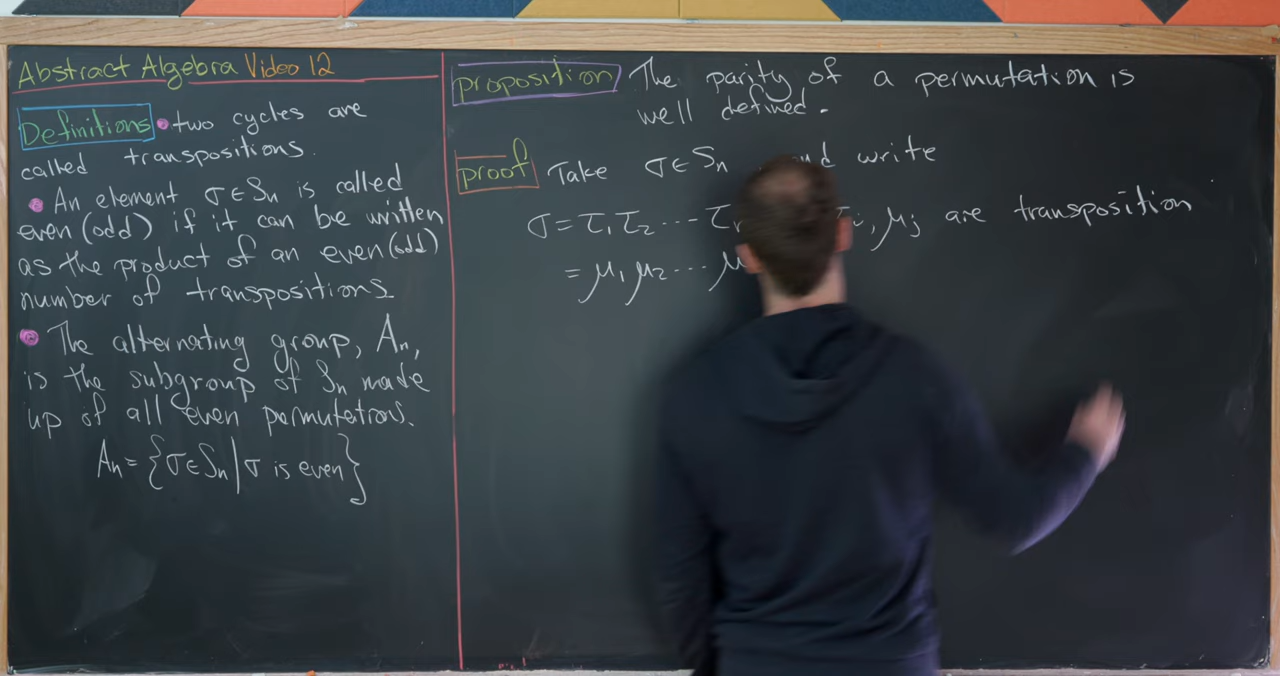 Abstract Algebra Video 12
Definitions • two cycles are
called transpositions.
• An element σ∈Sn is called
even (odd) if it can be written
as the product of an even (odd)
number of transpositions
• The alternating group, An,
is the subgroup of Sn made
up of all even permutations.
An = {σ∈Sn | σ is even}
proposition The parity of a permutation is
well defined.
proof Take σ∈Sn write
σ = τ₁τ₂ ... τ , μj are transposition
= μ₁μ₂ ... μ